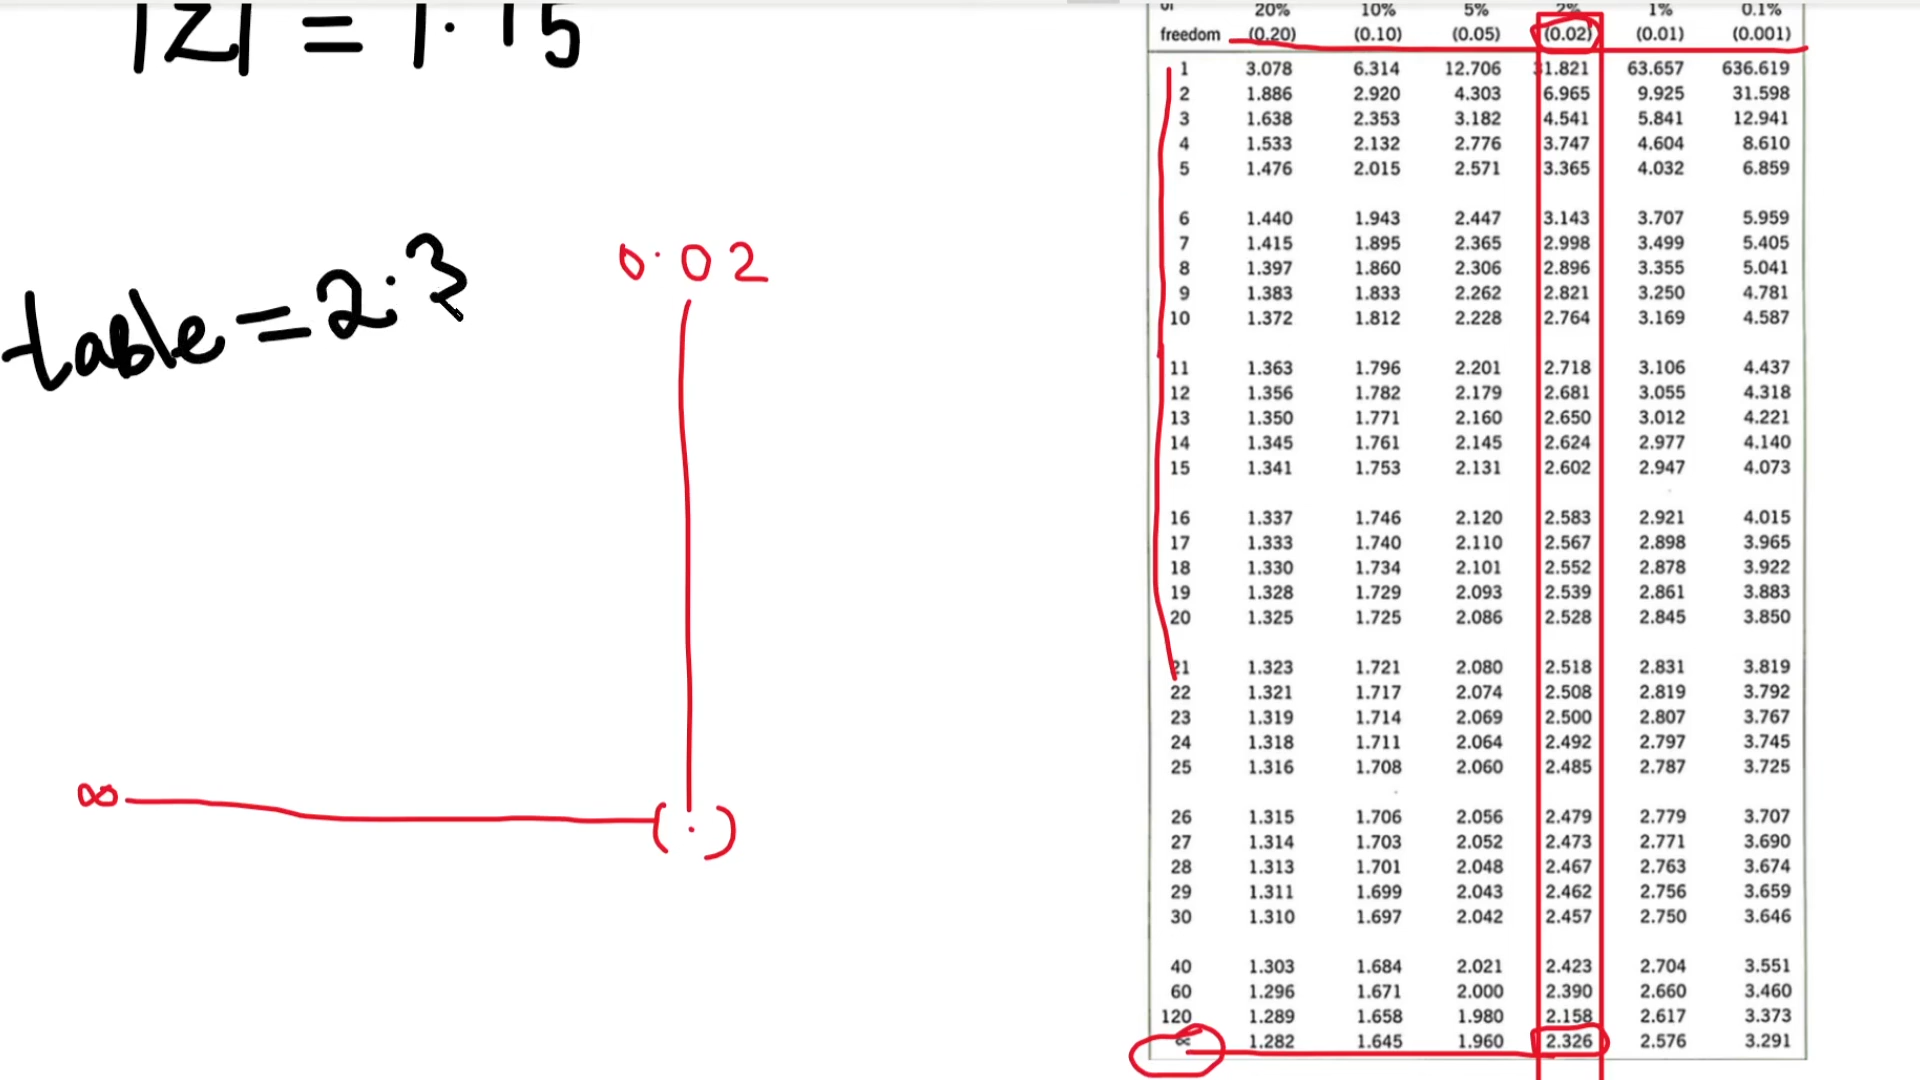 |z| = 1.15
0.02
table = 2.3
∞
( . )
of 20% 10% 5% 2% 1% 0.1%
freedom (0.20) (0.10) (0.05) (0.02) (0.01) (0.001)
1 3.078 6.314 12.706 31.821 63.657 636.619
2 1.886 2.920 4.303 6.965 9.925 31.598
3 1.638 2.353 3.182 4.541 5.841 12.941
4 1.533 2.132 2.776 3.747 4.604 8.610
5 1.476 2.015 2.571 3.365 4.032 6.859
6 1.440 1.943 2.447 3.143 3.707 5.959
7 1.415 1.895 2.365 2.998 3.499 5.405
8 1.397 1.860 2.306 2.896 3.355 5.041
9 1.383 1.833 2.262 2.821 3.250 4.781
10 1.372 1.812 2.228 2.764 3.169 4.587
11 1.363 1.796 2.201 2.718 3.106 4.437
12 1.356 1.782 2.179 2.681 3.055 4.318
13 1.350 1.771 2.160 2.650 3.012 4.221
14 1.345 1.761 2.145 2.624 2.977 4.140
15 1.341 1.753 2.131 2.602 2.947 4.073
16 1.337 1.746 2.120 2.583 2.921 4.015
17 1.333 1.740 2.110 2.567 2.898 3.965
18 1.330 1.734 2.101 2.552 2.878 3.922
19 1.328 1.729 2.093 2.539 2.861 3.883
20 1.325 1.725 2.086 2.528 2.845 3.850
21 1.323 1.721 2.080 2.518 2.831 3.819
22 1.321 1.717 2.074 2.508 2.819 3.792
23 1.319 1.714 2.069 2.500 2.807 3.767
24 1.318 1.711 2.064 2.492 2.797 3.745
25 1.316 1.708 2.060 2.485 2.787 3.725
26 1.315 1.706 2.056 2.479 2.779 3.707
27 1.314 1.703 2.052 2.473 2.771 3.690
28 1.313 1.701 2.048 2.467 2.763 3.674
29 1.311 1.699 2.043 2.462 2.756 3.659
30 1.310 1.697 2.042 2.457 2.750 3.646
40 1.303 1.684 2.021 2.423 2.704 3.551
60 1.296 1.671 2.000 2.390 2.660 3.460
120 1.289 1.658 1.980 2.158 2.617 3.373
∝ 1.282 1.645 1.960 2.326 2.576 3.291